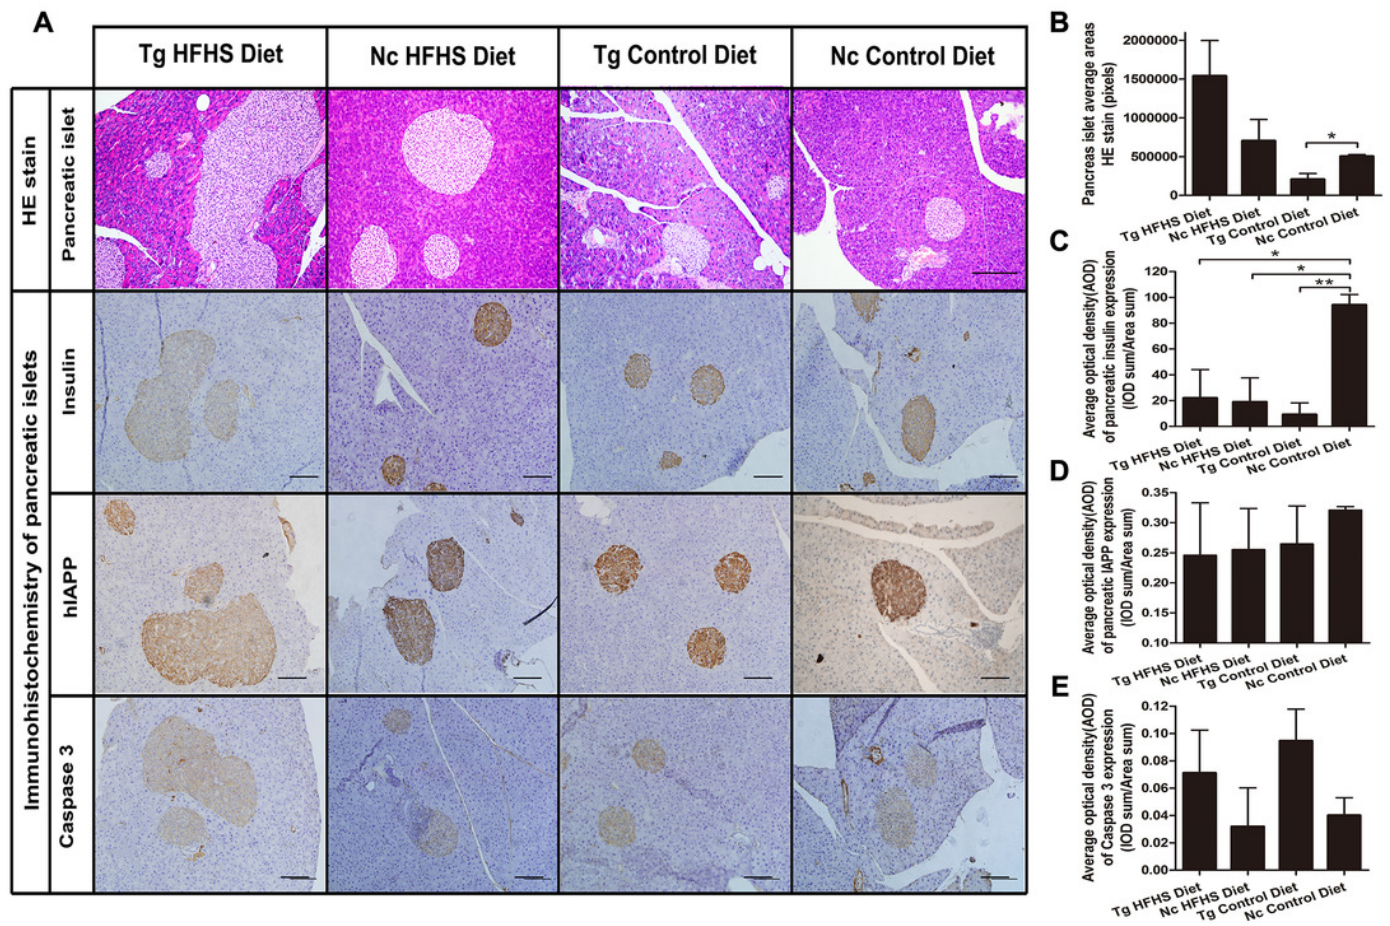 A
Tg HFHS Diet
Nc HFHS Diet
Tg Control Diet
Nc Control Diet
HE stain
Pancreatic islet
Immunohistochemistry of pancreatic islets
Insulin
hIAPP
Caspase 3
B
Pancreas islet average areas
HE stain (pixels)
2000000
1500000
1000000
500000
0
*
Tg HFHS Diet
Nc HFHS Diet
Tg Control Diet
Nc Control Diet
C
Average optical density(AOD)
of pancreatic insulin expression
(IOD sum/Area sum)
120
100
80
60
40
20
0
*
*
**
Tg HFHS Diet
Nc HFHS Diet
Tg Control Diet
Nc Control Diet
D
Average optical density(AOD)
of pancreatic IAPP expression
(IOD sum/Area sum)
0.35
0.30
0.25
0.20
0.15
0.10
Tg HFHS Diet
Nc HFHS Diet
Tg Control Diet
Nc Control Diet
E
Average optical density(AOD)
of Caspase 3 expression
(IOD sum/Area sum)
0.12
0.10
0.08
0.06
0.04
0.02
0.00
Tg HFHS Diet
Nc HFHS Diet
Tg Control Diet
Nc Control Diet